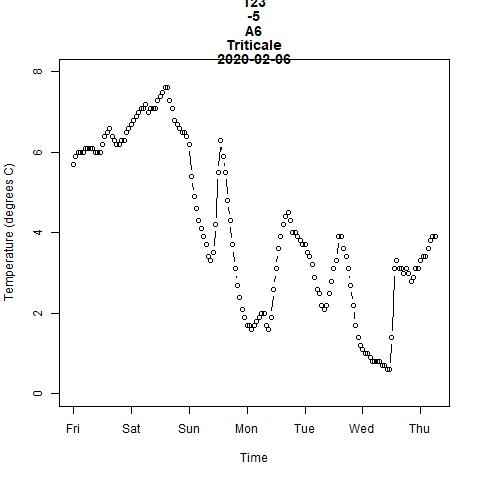 123
-5
A6
Triticale
2020-02-06
8
6
4
2
0
Temperature (degrees C)
Fri Sat Sun Mon Tue Wed Thu
Time